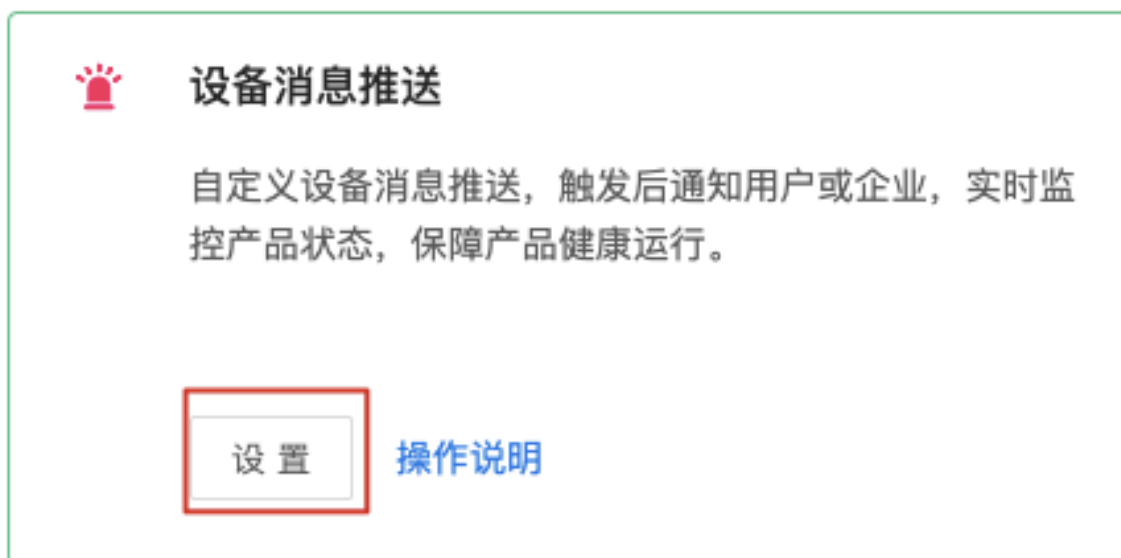 设备消息推送
自定义设备消息推送，触发后通知用户或企业，实时监
控产品状态，保障产品健康运行。
设 置 操作说明